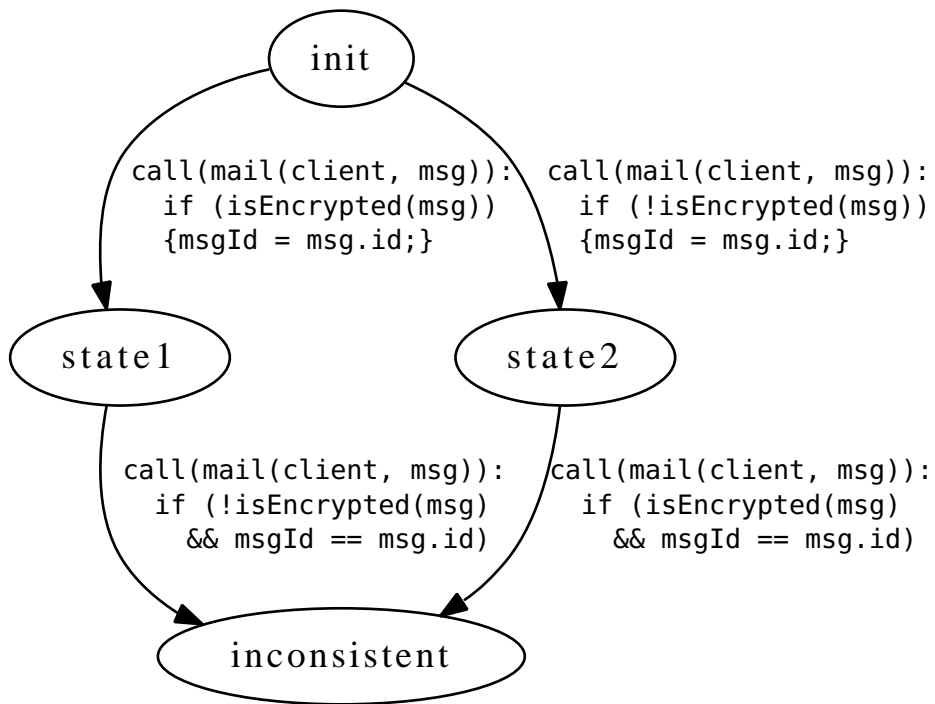 init
call(mail(client, msg)):
if (isEncrypted(msg))
{msgId = msg.id;}
call(mail(client, msg)):
if (!isEncrypted(msg))
{msgId = msg.id;}
state1
state2
call(mail(client, msg)):
if (!isEncrypted(msg)
&& msgId == msg.id)
call(mail(client, msg)):
if (isEncrypted(msg)
&& msgId == msg.id)
inconsistent